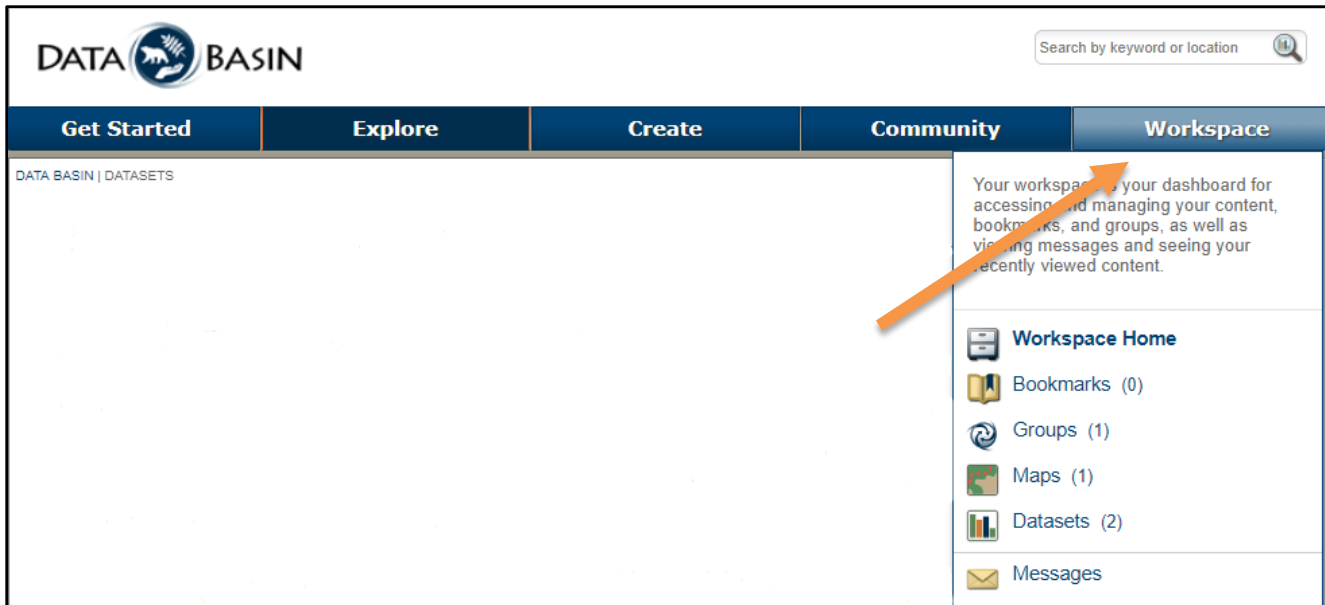 DATA BASIN
Search by keyword or location
Get Started
Explore
Create
Community
Workspace
DATA BASIN | DATASETS
Your workspace is your dashboard for
accessing and managing your content,
bookmarks, and groups, as well as
viewing messages and seeing your
recently viewed content.
Workspace Home
Bookmarks (0)
Groups (1)
Maps (1)
Datasets (2)
Messages